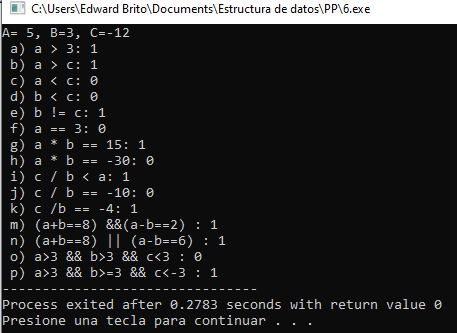 C:\Users\Edward Brito\Documents\Estructura de datos\PP\6.exe
A= 5, B=3, C=-12
a) a > 3: 1
b) a > c: 1
c) a < c: 0
d) b < c: 0
e) b != c: 1
f) a == 3: 0
g) a * b == 15: 1
h) a * b == -30: 0
i) c / b < a: 1
j) c / b == -10: 0
k) c /b == -4: 1
m) (a+b==8) &&(a-b==2) : 1
n) (a+b==8) || (a-b==6) : 1
o) a>3 && b>3 && c<3 : 0
p) a>3 && b>=3 && c<-3 : 1
--------------------------------
Process exited after 0.2783 seconds with return value 0
Presione una tecla para continuar . . .